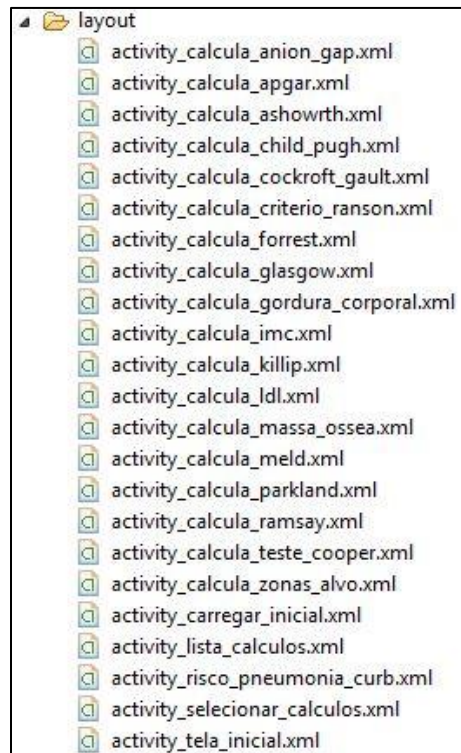 layout
activity_calcula_anion_gap.xml
activity_calcula_apgar.xml
activity_calcula_ashowrth.xml
activity_calcula_child_pugh.xml
activity_calcula_cockroft_gault.xml
activity_calcula_criterio_ranson.xml
activity_calcula_forrest.xml
activity_calcula_glasgow.xml
activity_calcula_gordura_corporal.xml
activity_calcula_imc.xml
activity_calcula_killip.xml
activity_calcula_ldl.xml
activity_calcula_massa_ossea.xml
activity_calcula_meld.xml
activity_calcula_parkland.xml
activity_calcula_ramsay.xml
activity_calcula_teste_cooper.xml
activity_calcula_zonas_alvo.xml
activity_carregar_inicial.xml
activity_lista_calculos.xml
activity_risco_pneumonia_curb.xml
activity_selecionar_calculos.xml
activity_tela_inicial.xml